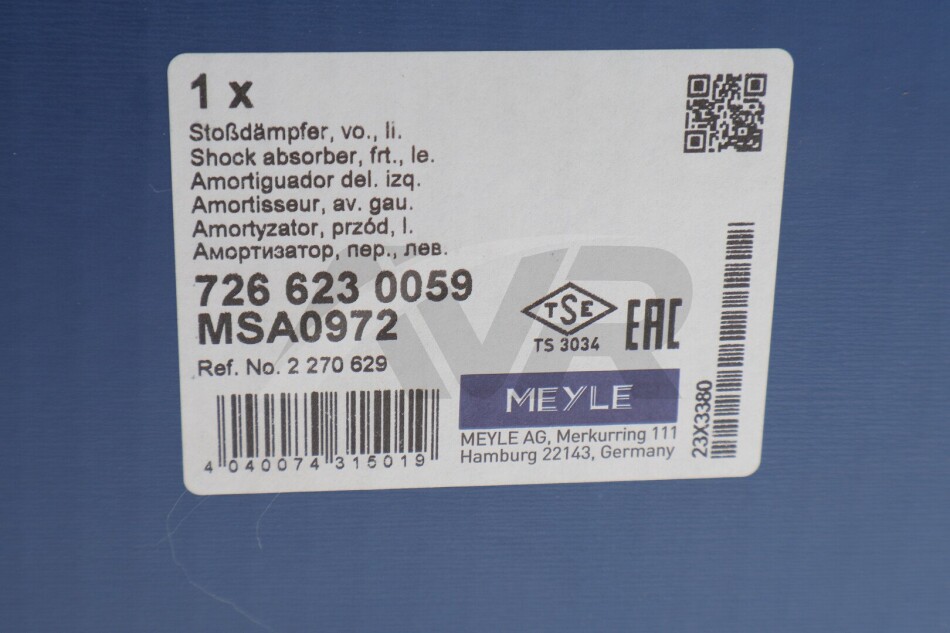 1 x
Stoßdämpfer, vo., li.
Shock absorber, frt., le.
Amortiguador del. izq.
Amortisseur, av. gau.
Amortyzator, przód, l.
Амортизатор, пер., лев.
726 623 0059
MSA0972
Ref. No. 2 270 629
4 040074 315019
TSE
TS 3034
EAC
MEYLE
MEYLE AG, Merkurring 111
Hamburg 22143, Germany
23X3380
VR